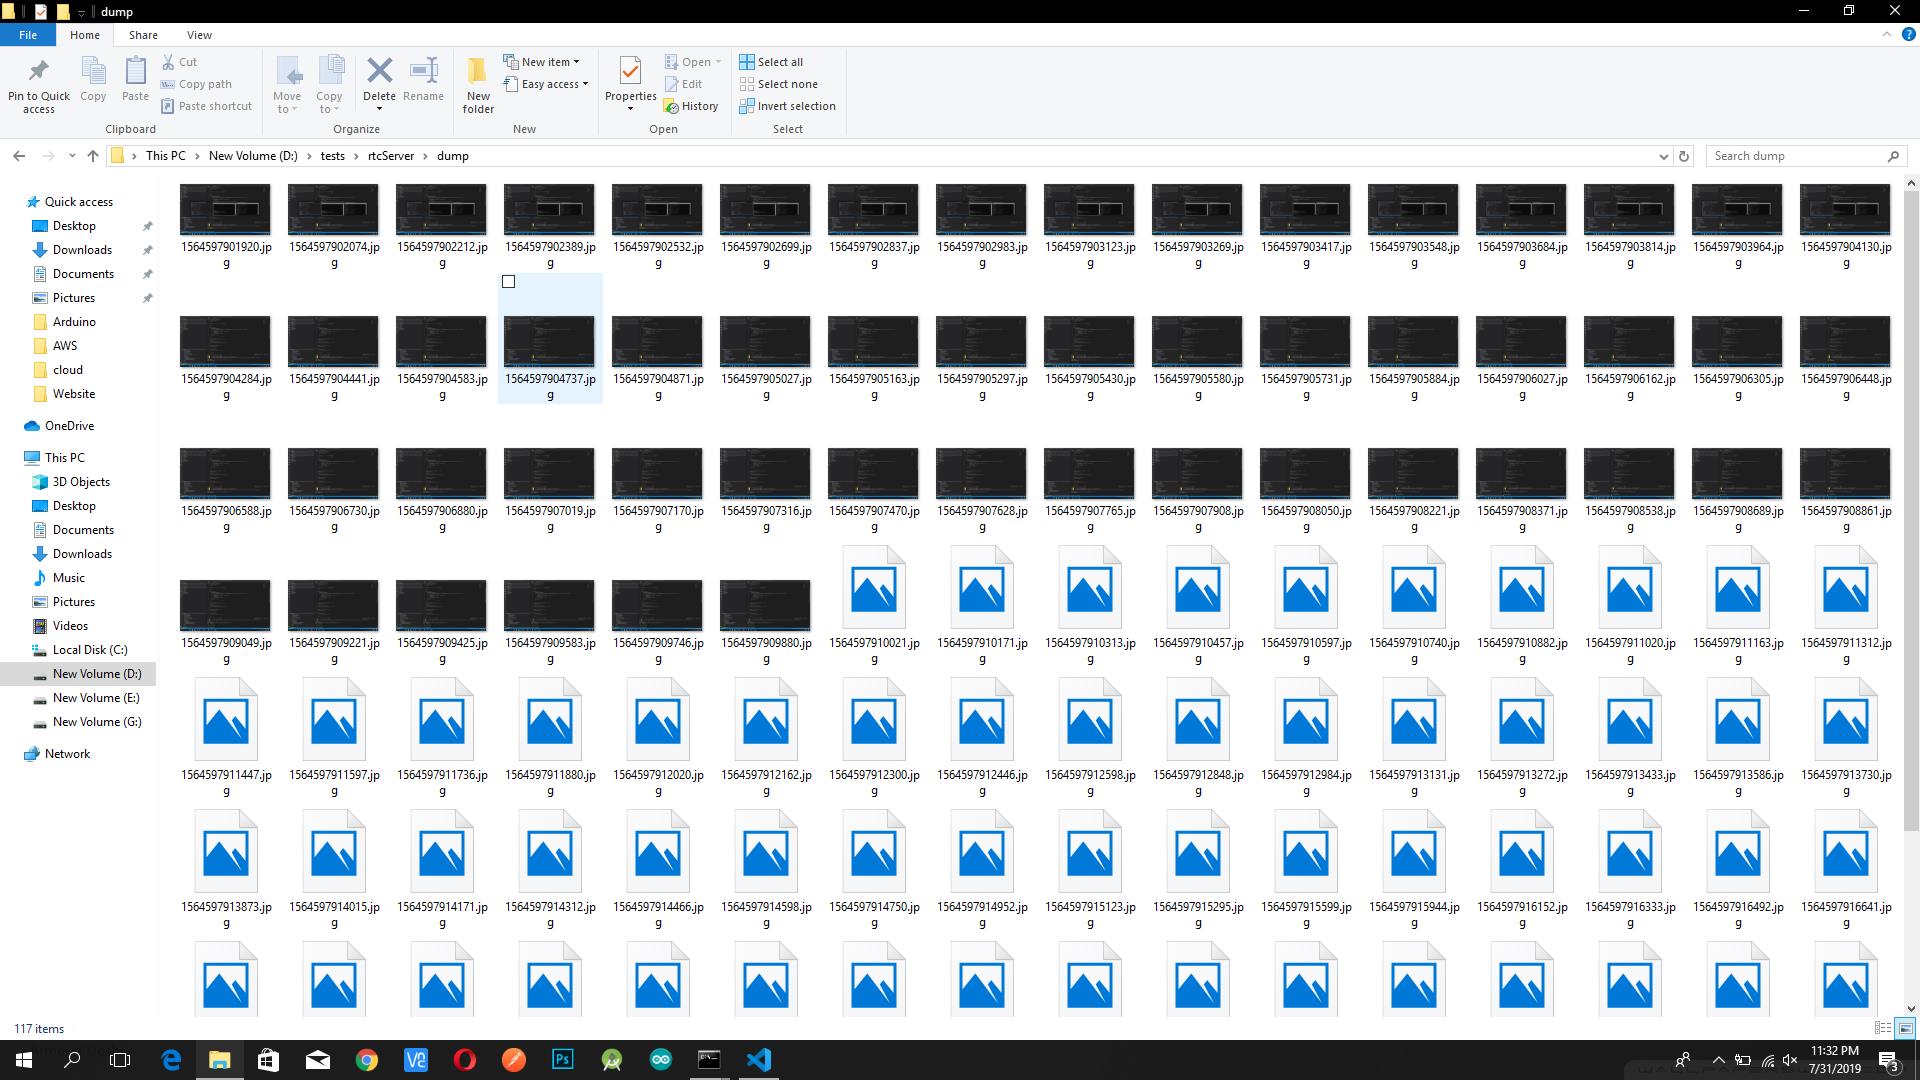 dump
File Home Share View
Pin to Quick access
Copy
Paste
Cut
Copy path
Paste shortcut
Clipboard
Move to
Copy to
Delete
Rename
Organize
New folder
New item
Easy access
New
Properties
Open
Edit
History
Open
Select all
Select none
Invert selection
Select
This PC New Volume (D:) tests rtcServer dump
Search dump
Quick access
Desktop
Downloads
Documents
Pictures
Arduino
AWS
cloud
Website
OneDrive
This PC
3D Objects
Desktop
Documents
Downloads
Music
Pictures
Videos
Local Disk (C:)
New Volume (D:)
New Volume (E:)
New Volume (G:)
Network
1564597901920.jpg 1564597902074.jpg 1564597902212.jpg 1564597902389.jpg 1564597902532.jpg 1564597902699.jpg 1564597902837.jpg 1564597902983.jpg 1564597903123.jpg 1564597903269.jpg 1564597903417.jpg 1564597903548.jpg 1564597903684.jpg 1564597903814.jpg 1564597903964.jpg 1564597904130.jpg
1564597904284.jpg 1564597904441.jpg 1564597904583.jpg 1564597904737.jpg 1564597904871.jpg 1564597905027.jpg 1564597905163.jpg 1564597905297.jpg 1564597905430.jpg 1564597905580.jpg 1564597905731.jpg 1564597905884.jpg 1564597906027.jpg 1564597906162.jpg 1564597906305.jpg 1564597906448.jpg
1564597906588.jpg 1564597906730.jpg 1564597906880.jpg 1564597907019.jpg 1564597907170.jpg 1564597907316.jpg 1564597907470.jpg 1564597907628.jpg 1564597907765.jpg 1564597907908.jpg 1564597908050.jpg 1564597908221.jpg 1564597908371.jpg 1564597908538.jpg 1564597908689.jpg 1564597908861.jpg
1564597909049.jpg 1564597909221.jpg 1564597909425.jpg 1564597909583.jpg 1564597909746.jpg 1564597909880.jpg 1564597910021.jpg 1564597910171.jpg 1564597910313.jpg 1564597910457.jpg 1564597910597.jpg 1564597910740.jpg 1564597910882.jpg 1564597911020.jpg 1564597911163.jpg 1564597911312.jpg
1564597911447.jpg 1564597911597.jpg 1564597911736.jpg 1564597911880.jpg 1564597912020.jpg 1564597912162.jpg 1564597912300.jpg 1564597912446.jpg 1564597912598.jpg 1564597912848.jpg 1564597912984.jpg 1564597913131.jpg 1564597913272.jpg 1564597913433.jpg 1564597913586.jpg 1564597913730.jpg
1564597913873.jpg 1564597914015.jpg 1564597914171.jpg 1564597914312.jpg 1564597914466.jpg 1564597914598.jpg 1564597914750.jpg 1564597914952.jpg 1564597915123.jpg 1564597915295.jpg 1564597915599.jpg 1564597915944.jpg 1564597916152.jpg 1564597916333.jpg 1564597916492.jpg 1564597916641.jpg
117 items
Ps
11:32 PM
7/31/2019
3